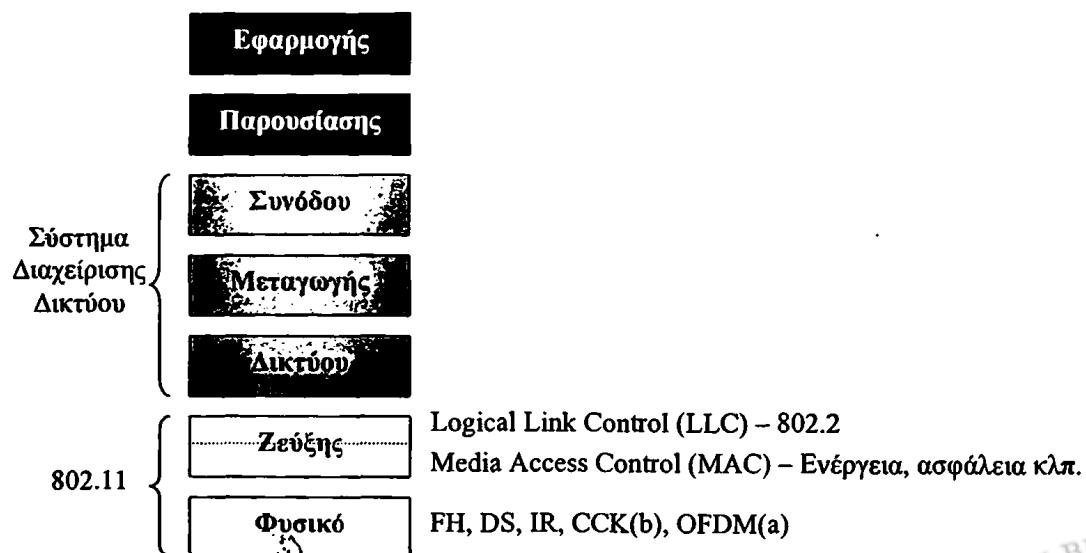 Εφαρμογής
Παρουσίασης
Συνόδου
Μεταγωγής
Δικτύου
Σύστημα
Διαχείρισης
Δικτύου
Ζεύξης
Logical Link Control (LLC) – 802.2
Media Access Control (MAC) – Ενέργεια, ασφάλεια κλπ.
802.11
Φυσικό
FH, DS, IR, CCK(b), OFDM(a)